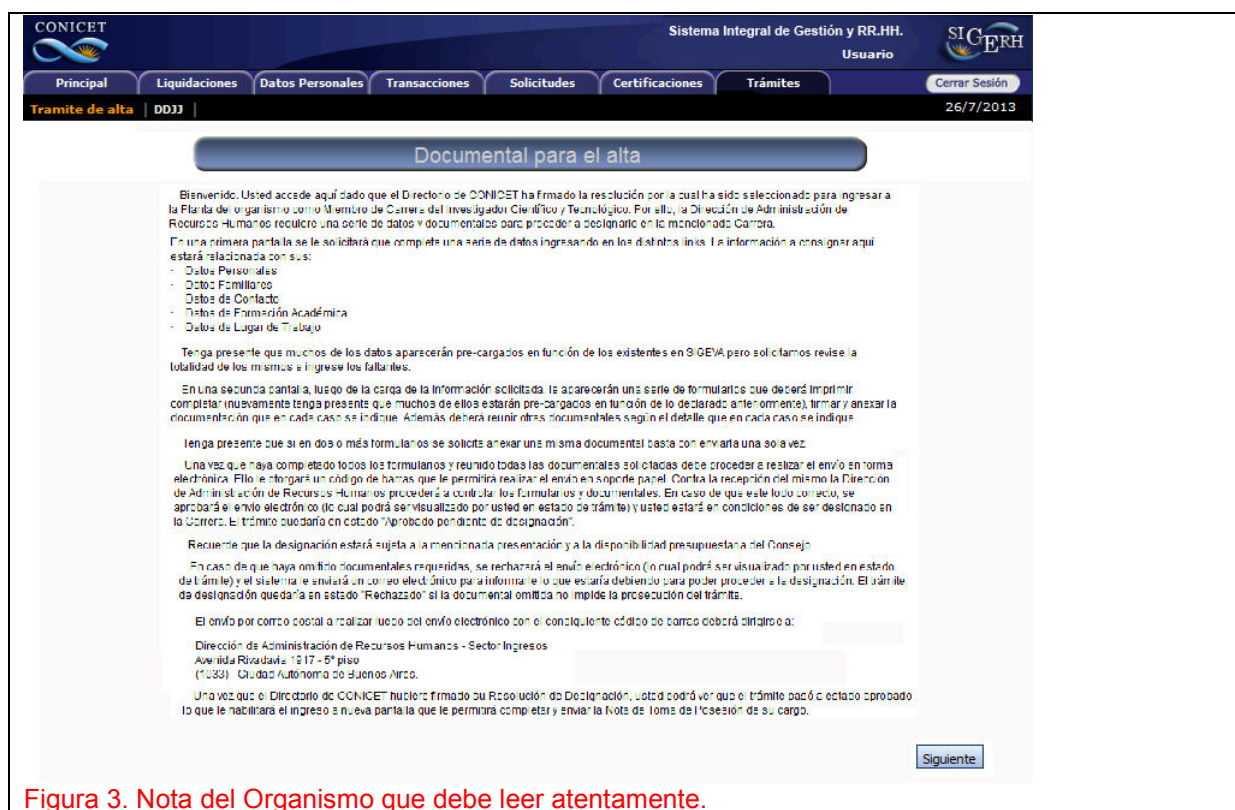 CONICET
Sistema Integral de Gestión y RR.HH.
Usuario
SIGERH
Principal
Liquidaciones
Datos Personales
Transacciones
Solicitudes
Certificaciones
Trámites
Cerrar Sesión
Tramite de alta | DDJJ |
26/7/2013
Documental para el alta
Bienvenido. Usted accede aquí dado que el Directorio de CONICET ha firmado la resolución por la cual ha sido seleccionado para ingresar a
la Planta del organismo como Miembro de Carrera del Investigador Científico y Tecnológico. Por ello, la Dirección de Administración de
Recursos Humanos requiere una serie de datos y documentales para proceder a designarlo en la mencionada Carrera.
En una primera pantalla se le solicitará que complete una serie de datos ingresando en los distintos links. La información a consignar aquí
estará relacionada con sus:
- Datos Personales
- Datos Familiares
Datos de Contacto
- Datos de Formación Académica
- Datos de Lugar de Trabajo
Tenga presente que muchos de los datos aparecerán pre-cargados en función de los existentes en SIGEVA pero solicitamos revise la
totalidad de los mismos e ingrese los faltantes.
En una segunda pantalla, luego de la carga de la información solicitada, le aparecerán una serie de formularios que deberá imprimir
completar (nuevamente tenga presente que muchos de ellos estarán pre-cargados en función de lo declarado anteriormente), firmar y anexar la
documentación que en cada caso se indique. Además deberá reunir otras documentales según el detalle que en cada caso se indique
Tenga presente que si en dos o más formularios se solicita anexar una misma documental basta con enviarla una sola vez.
Una vez que haya completado todos los formularios y reunido todas las documentales solicitadas debe proceder a realizar el envío en forma
electrónica. Ello le otorgará un código de barras que le permitirá realizar el envío en soporte papel. Contra la recepción del mismo la Dirección
de Administración de Recursos Humanos procederá a controlar los formularios y documentales. En caso de que este todo correcto, se
aprobará el envío electrónico (lo cual podrá ser visualizado por usted en estado de trámite) y usted estará en condiciones de ser designado en
la Carrera. El trámite quedaría en estado "Aprobado pendiente de designación".
Recuerde que la designación estará sujeta a la mencionada presentación y a la disponibilidad presupuestaria del Consejo
En caso de que haya omitido documentales requeridas, se rechazará el envío electrónico (lo cual podrá ser visualizado por usted en estado
de trámite) y el sistema le enviará un correo electrónico para informarle lo que estaría debiendo para poder proceder a la designación. El trámite
de designación quedaría en estado "Rechazado" si la documental omitida no impide la prosecución del trámite.
El envío por correo postal a realizar luego del envío electrónico con el consiguiente código de barras deberá dirigirse a:
Dirección de Administración de Recursos Humanos - Sector Ingresos
Avenida Rivadavia 1917 - 5° piso
(1033) Ciudad Autónoma de Buenos Aires.
Una vez que el Directorio de CONICET hubiere firmado su Resolución de Designación, usted podrá ver que el trámite pasó a estado aprobado
lo que le habilitará el ingreso a nueva pantalla que le permitirá completar y enviar la Nota de Toma de Posesión de su cargo.
Siguiente
Figura 3. Nota del Organismo que debe leer atentamente.